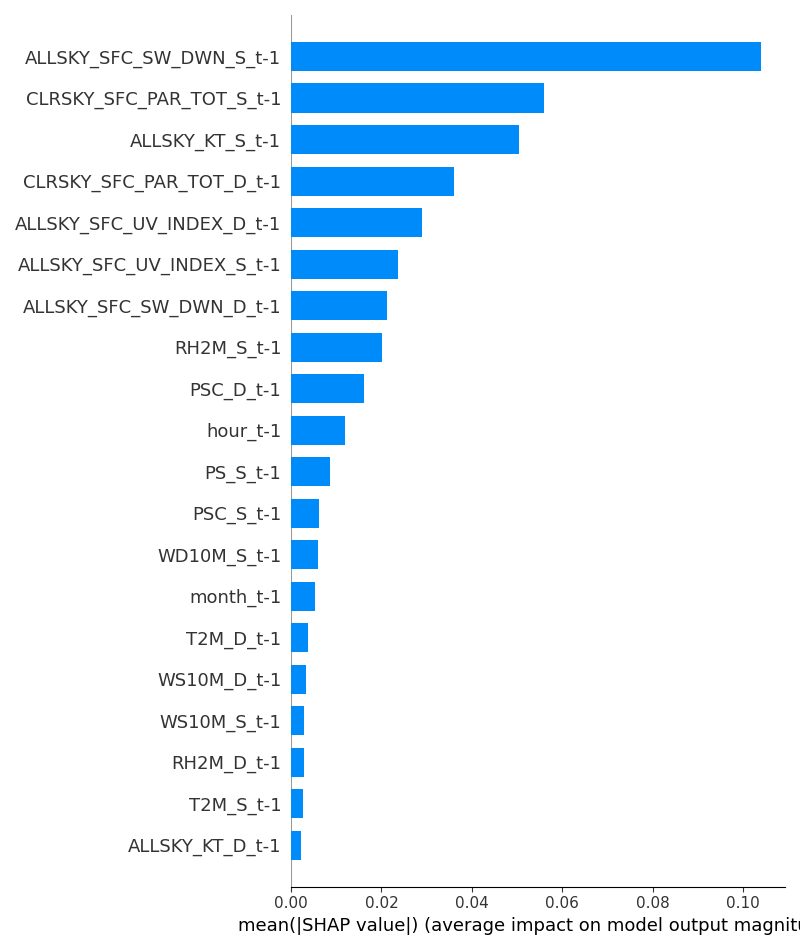 ALLSKY_SFC_SW_DWN_S_t-1
CLRSKY_SFC_PAR_TOT_S_t-1
ALLSKY_KT_S_t-1
CLRSKY_SFC_PAR_TOT_D_t-1
ALLSKY_SFC_UV_INDEX_D_t-1
ALLSKY_SFC_UV_INDEX_S_t-1
ALLSKY_SFC_SW_DWN_D_t-1
RH2M_S_t-1
PSC_D_t-1
hour_t-1
PS_S_t-1
PSC_S_t-1
WD10M_S_t-1
month_t-1
T2M_D_t-1
WS10M_D_t-1
WS10M_S_t-1
RH2M_D_t-1
T2M_S_t-1
ALLSKY_KT_D_t-1
0.00 0.02 0.04 0.06 0.08 0.10
mean(|SHAP value|) (average impact on model output magnitu